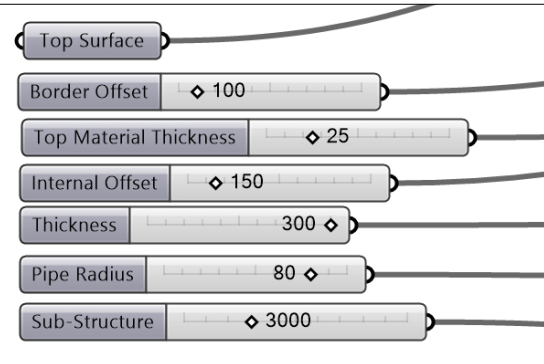 Top Surface
Border Offset 100
Top Material Thickness 25
Internal Offset 150
Thickness 300
Pipe Radius 80
Sub-Structure 3000